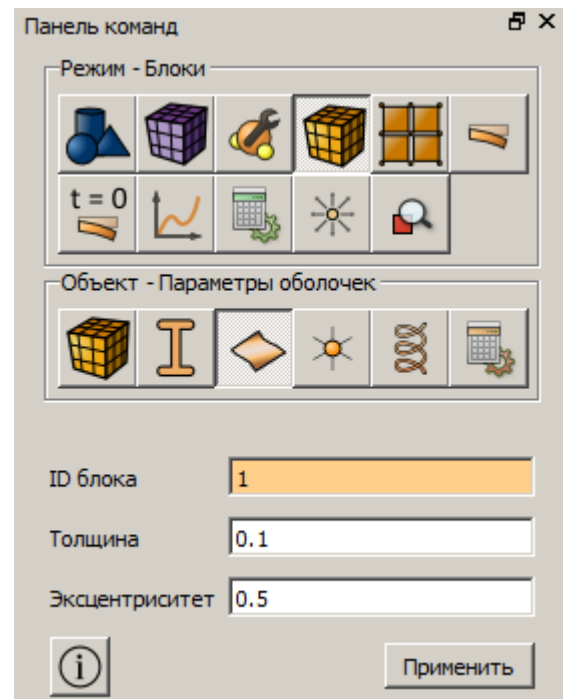 Панель команд
Режим - Блоки
t = 0
Объект - Параметры оболочек
ID блока 1
Толщина 0.1
Эксцентриситет 0.5
Применить